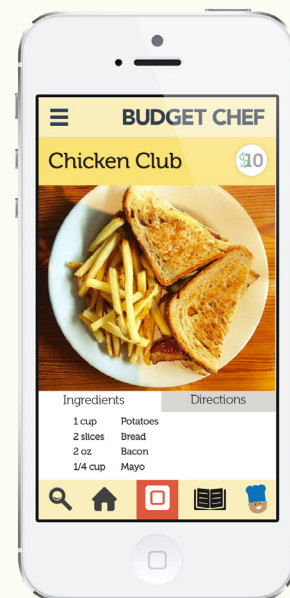 BUDGET CHEF
Chicken Club
$10
Ingredients Directions
1 cup Potatoes
2 slices Bread
2 oz Bacon
1/4 cup Mayo